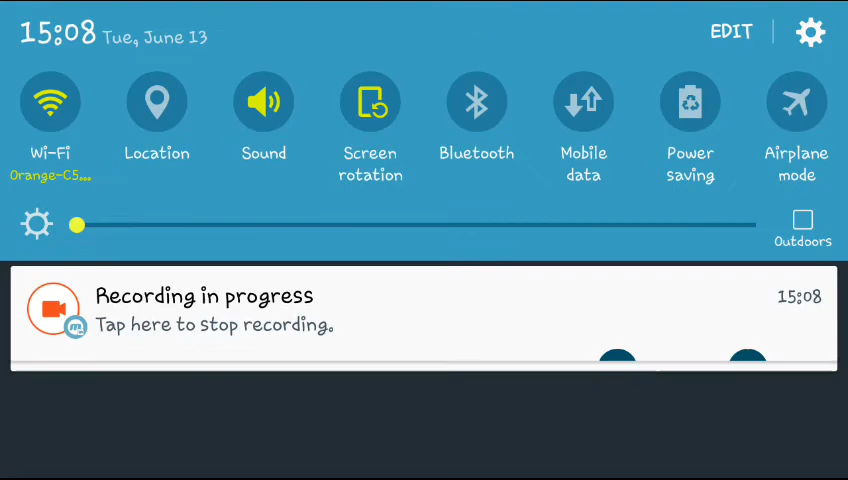 15:08 Tue, June 13
EDIT
Wi-Fi
Orange-C5...
Location
Sound
Screen
rotation
Bluetooth
Mobile
data
Power
saving
Airplane
mode
Outdoors
Recording in progress
15:08
Tap here to stop recording.